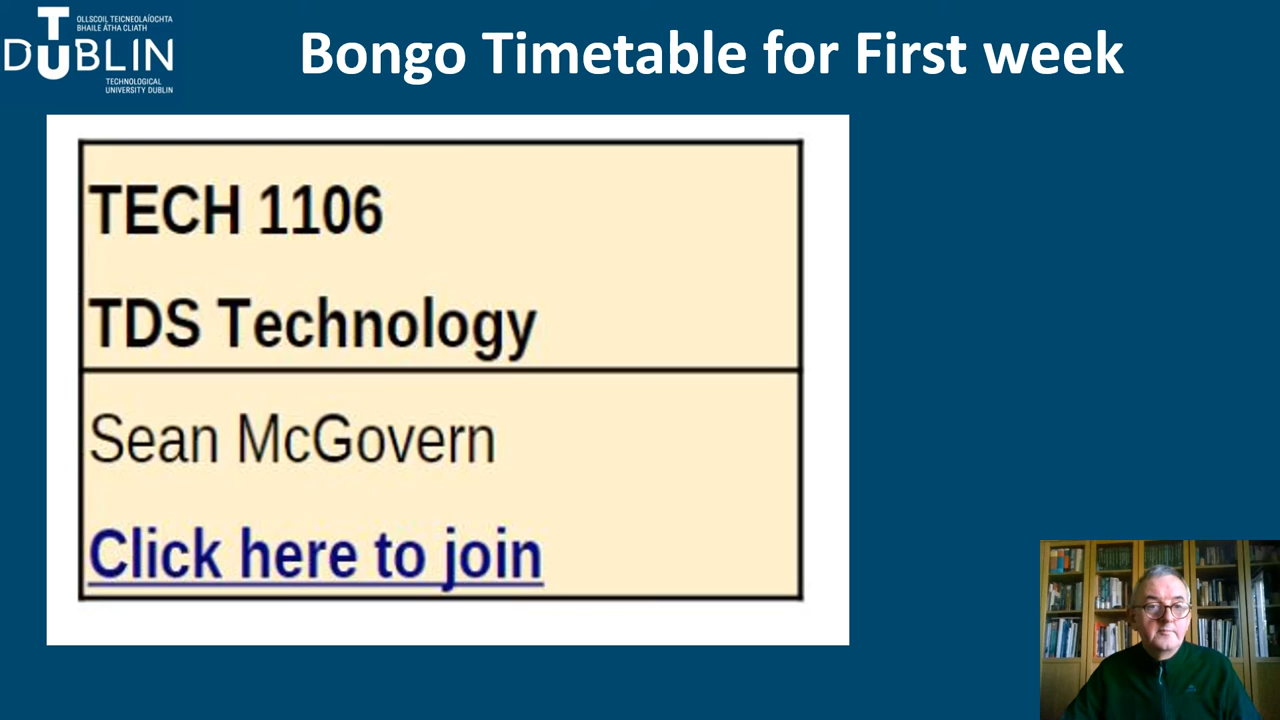 OLLSCOIL TEICNEOLAÍOCHTA
BHAILE ÁTHA CLIATH
TU DUBLIN
TECHNOLOGICAL
UNIVERSITY DUBLIN
Bongo Timetable for First week
TECH 1106
TDS Technology
Sean McGovern
Click here to join